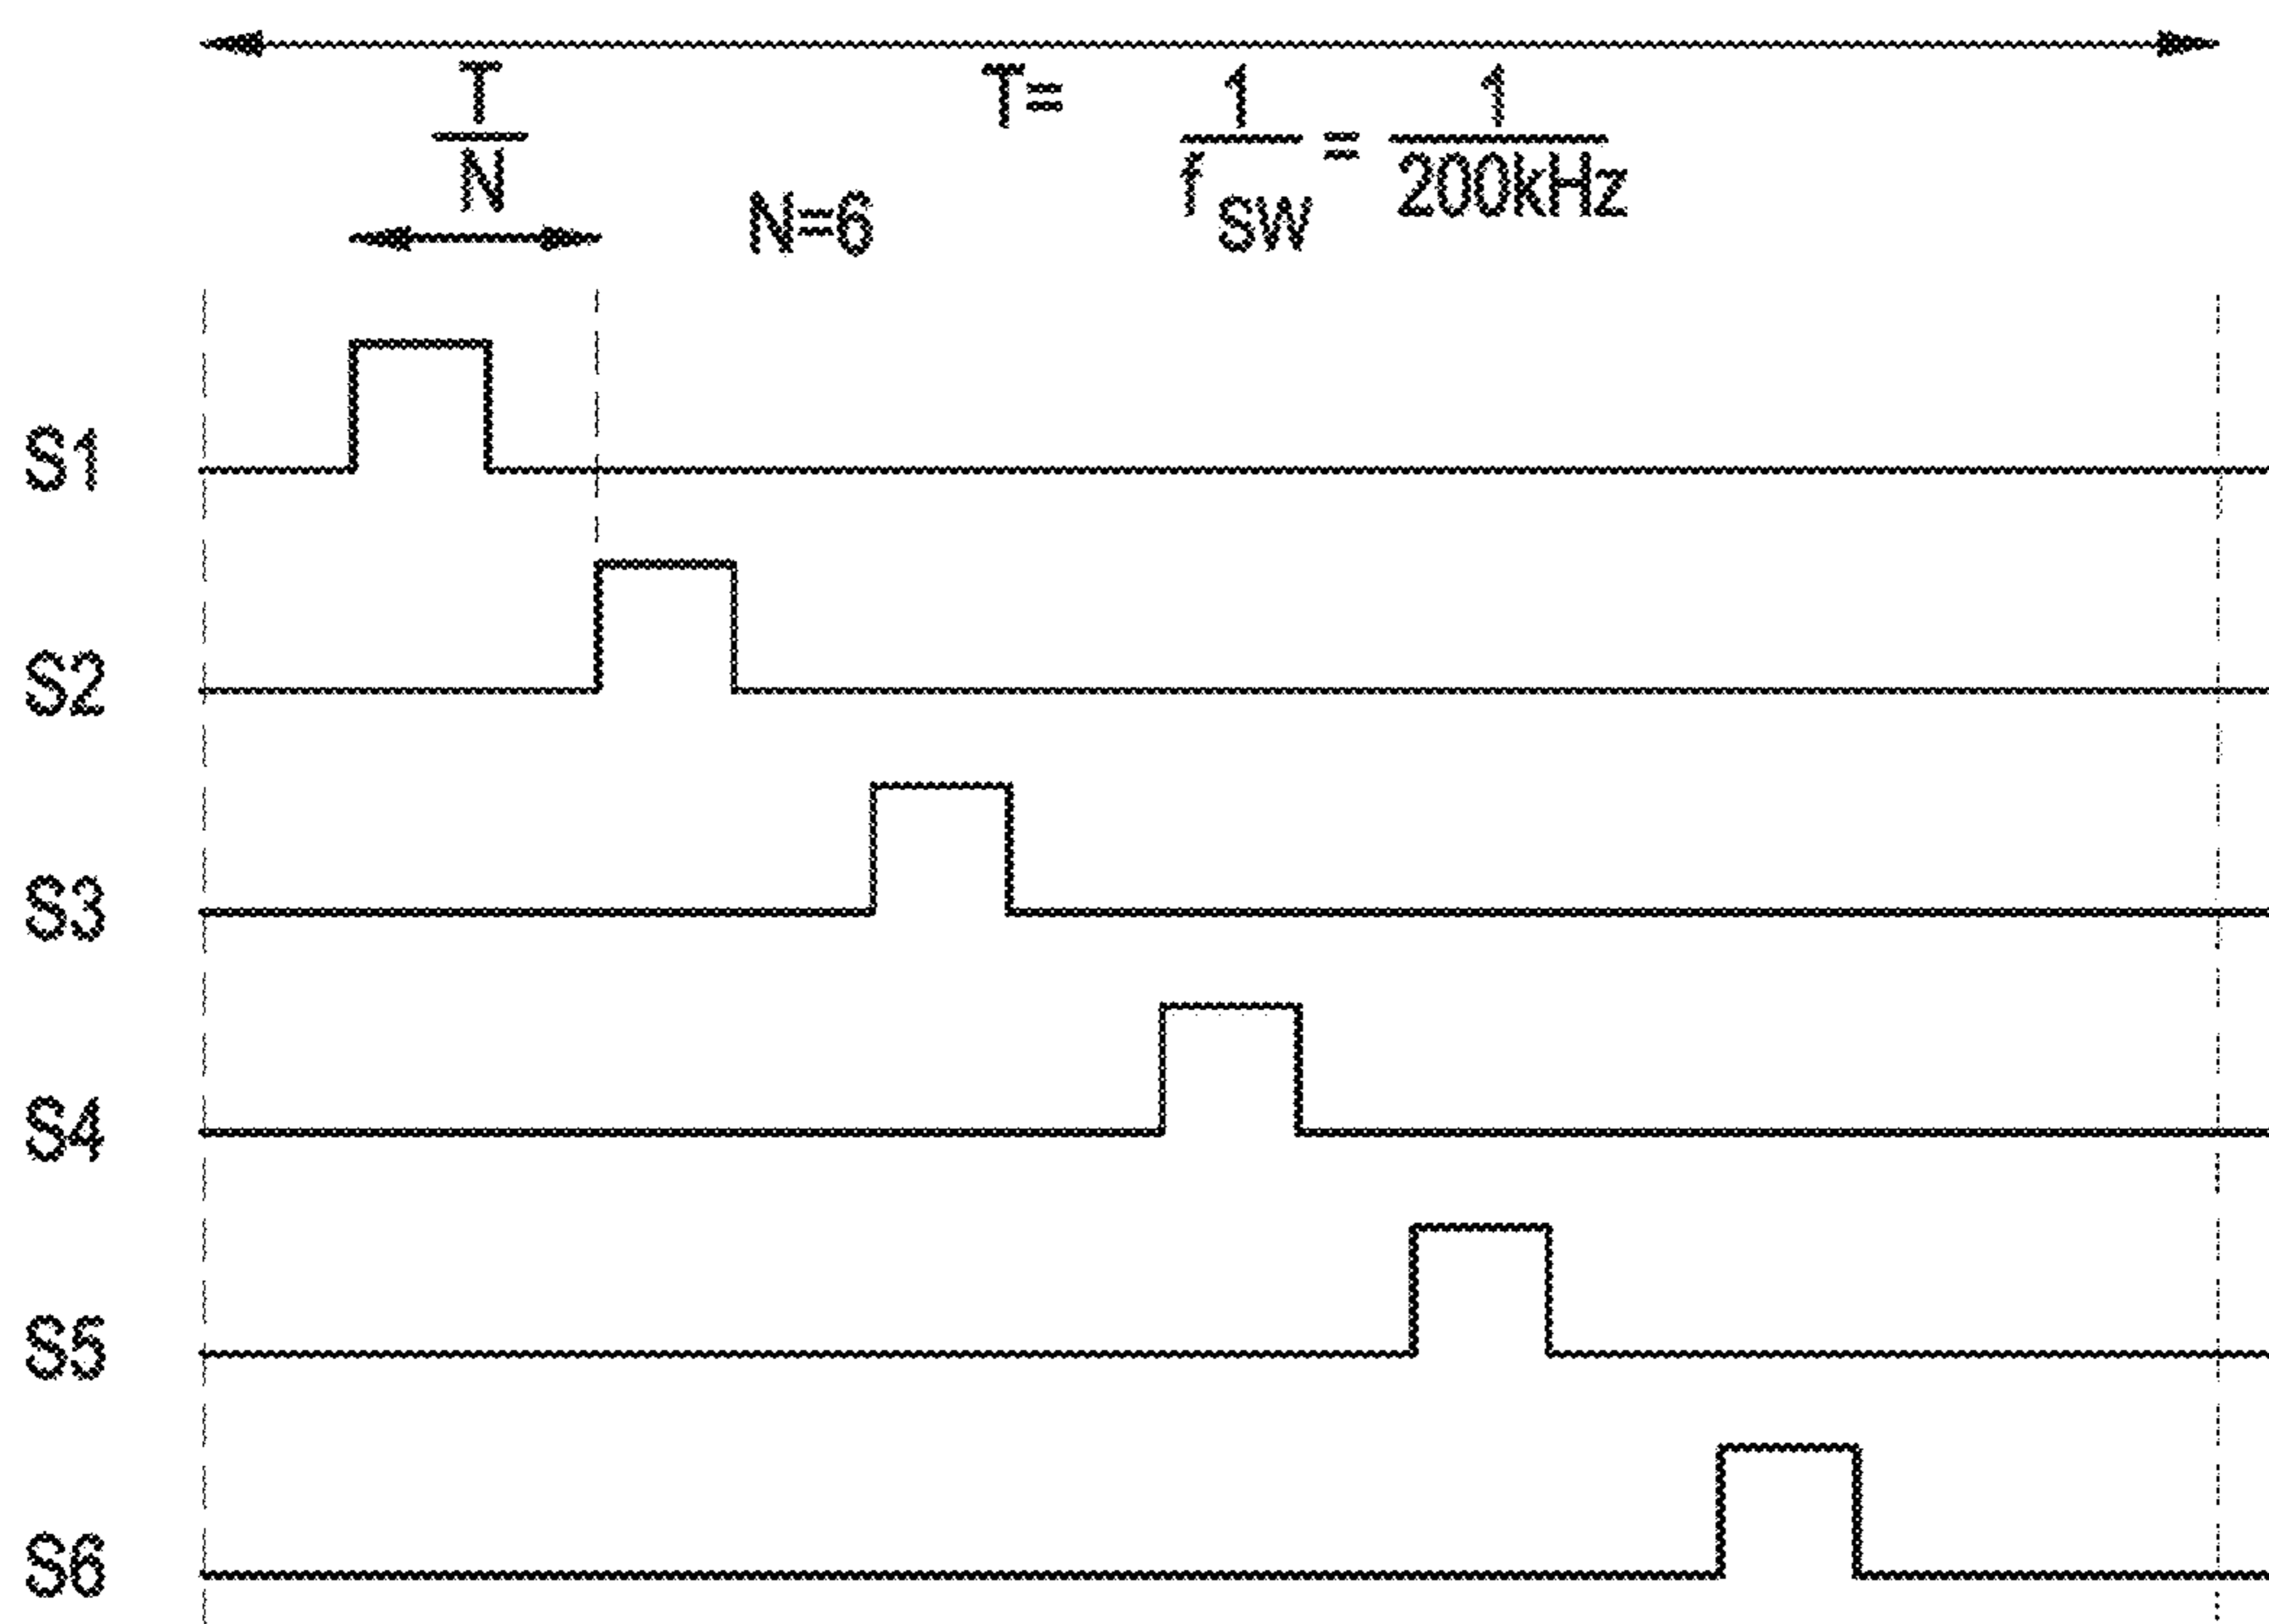 T/N
N=6
T= 1/f SW = 1/200kHz
S1
S2
S3
S4
S5
S6